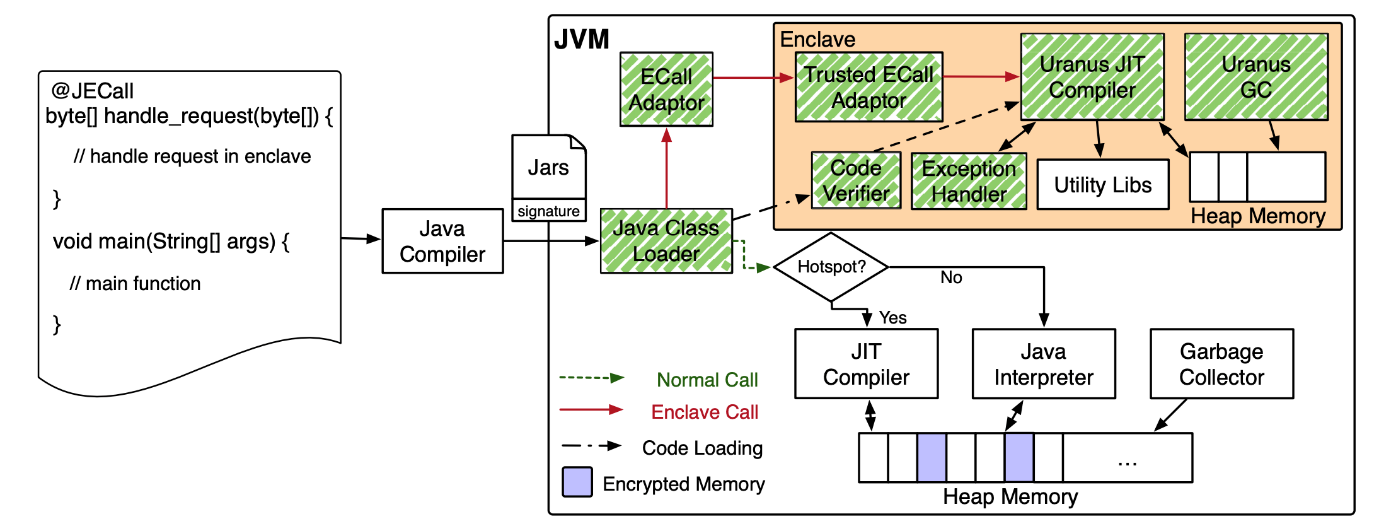 @JECall
byte[] handle_request(byte[]) {
// handle request in enclave
}
void main(String[] args) {
// main function
}
Java
Compiler
Jars
signature
JVM
ECall
Adaptor
Java Class
Loader
Enclave
Trusted ECall
Adaptor
Uranus JIT
Compiler
Uranus
GC
Code
Verifier
Exception
Handler
Utility Libs
Heap Memory
Hotspot?
No
Yes
JIT
Compiler
Java
Interpreter
Garbage
Collector
...
Heap Memory
Normal Call
Enclave Call
Code Loading
Encrypted Memory